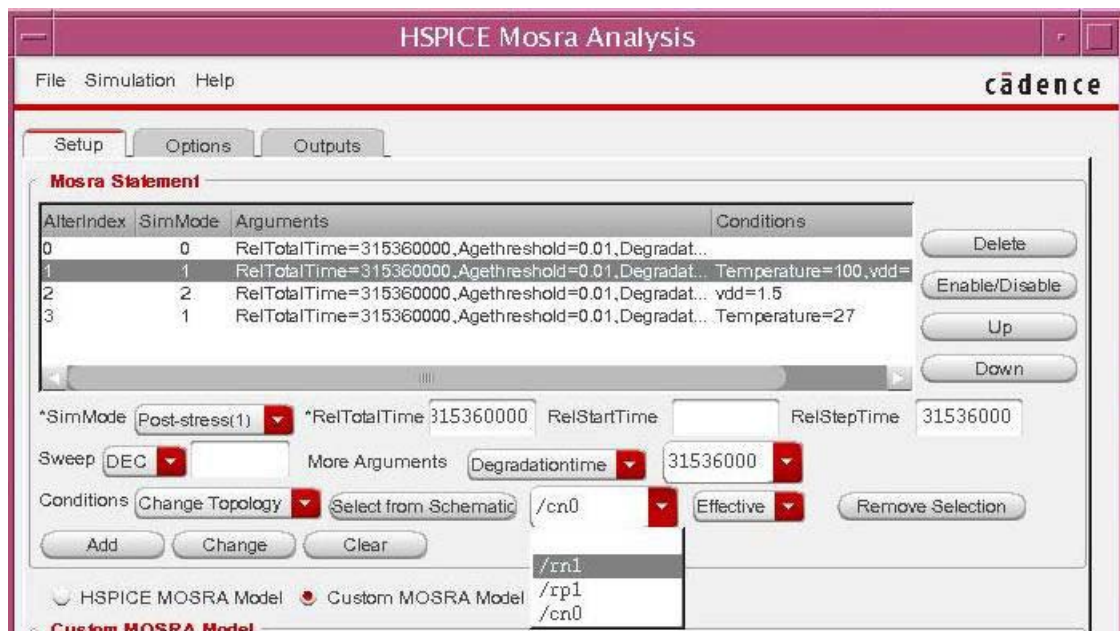 HSPICE Mosra Analysis
File Simulation Help
cādence
Setup Options Outputs
Mosra Statement
AlterIndex SimMode Arguments Conditions
0 0 RelTotalTime=315360000,Agethreshold=0.01,Degradat...
1 1 RelTotalTime=315360000,Agethreshold=0.01,Degradat... Temperature=100,vdd=
2 2 RelTotalTime=315360000,Agethreshold=0.01,Degradat... vdd=1.5
3 1 RelTotalTime=315360000,Agethreshold=0.01,Degradat... Temperature=27
Delete
Enable/Disable
Up
Down
*SimMode Post-stress(1) *RelTotalTime 315360000 RelStartTime RelStepTime 31536000
Sweep DEC More Arguments Degradationtime 31536000
Conditions Change Topology Select from Schematic /cn0 Effective Remove Selection
Add Change Clear
/rn1
/rp1
/cn0
HSPICE MOSRA Model Custom MOSRA Model
Custom MOSRA Model